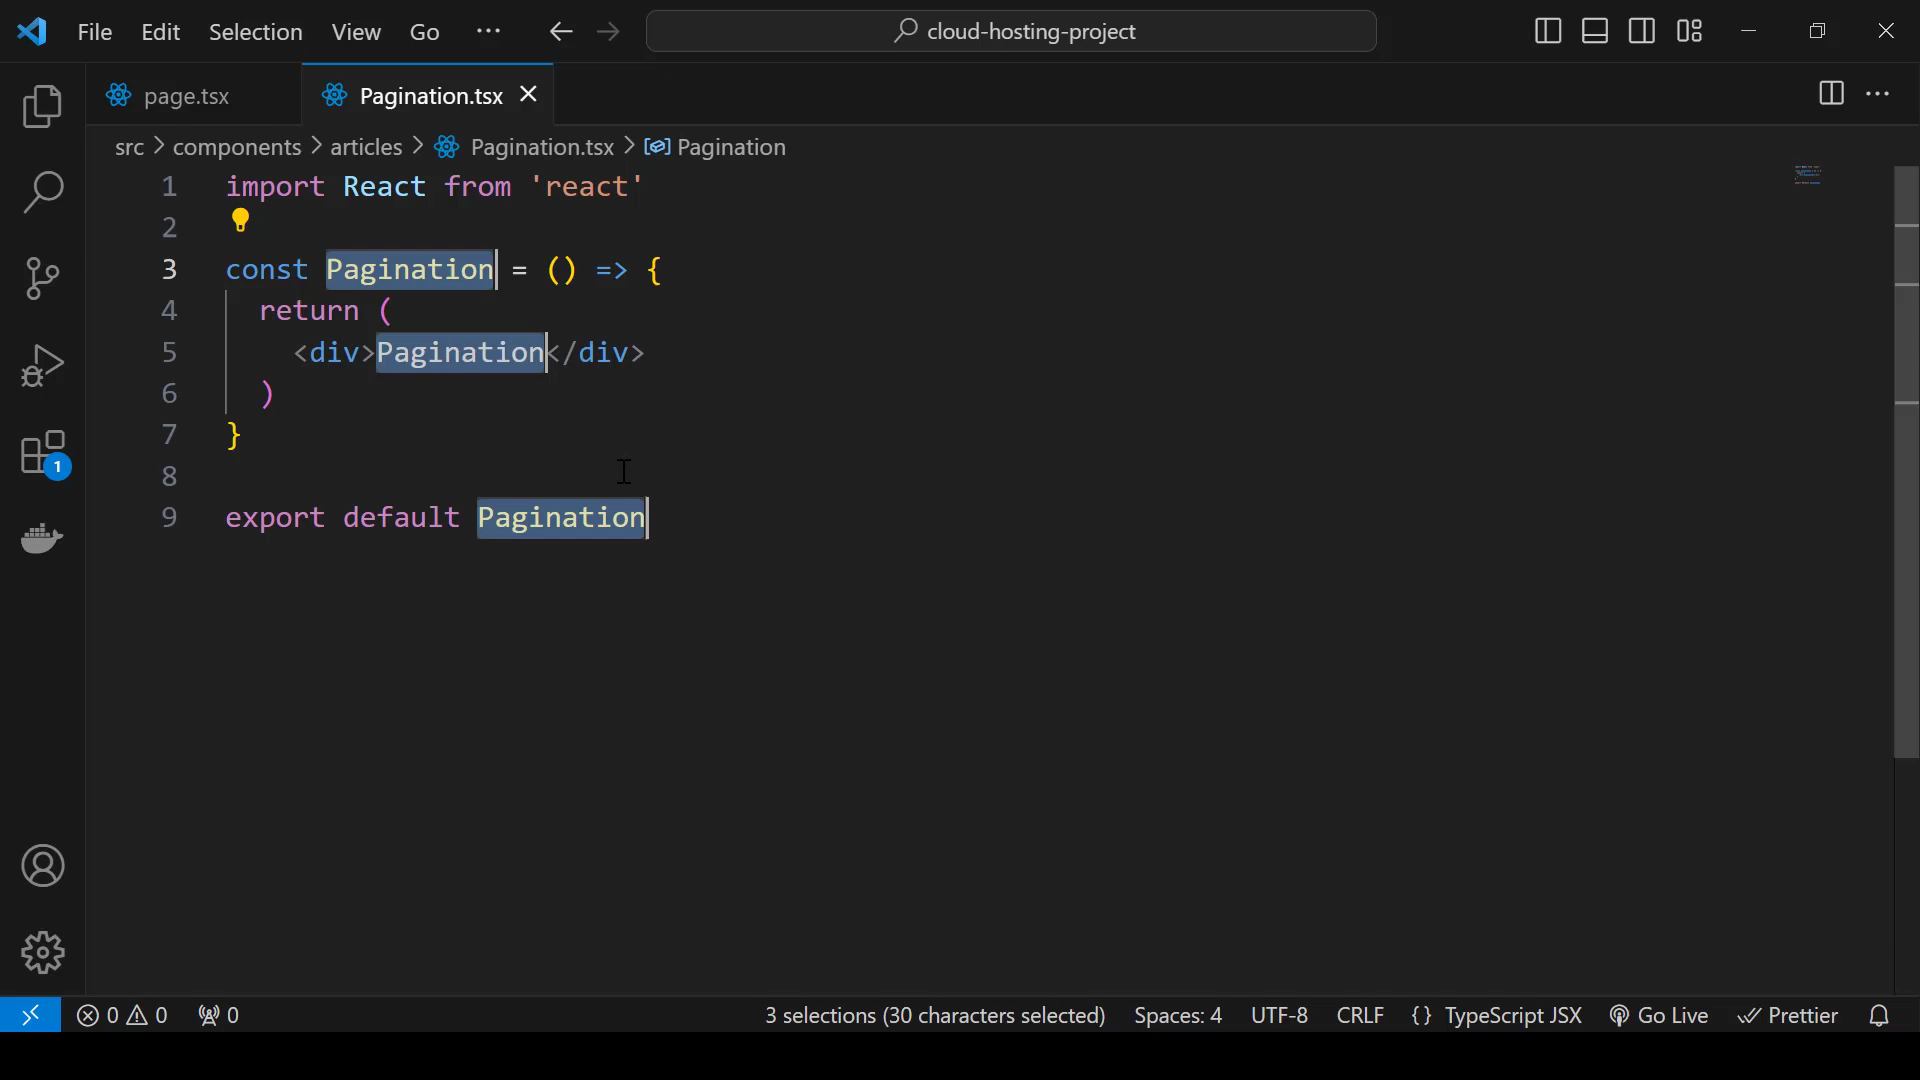 File Edit Selection View Go ··· cloud-hosting-project
page.tsx Pagination.tsx
src > components > articles > Pagination.tsx > Pagination
1 import React from 'react'
2
3 const Pagination = () => {
4 return (
5 <div>Pagination</div>
6 )
7 }
8
9 export default Pagination
1
0 0 0 3 selections (30 characters selected) Spaces: 4 UTF-8 CRLF {} TypeScript JSX Go Live Prettier